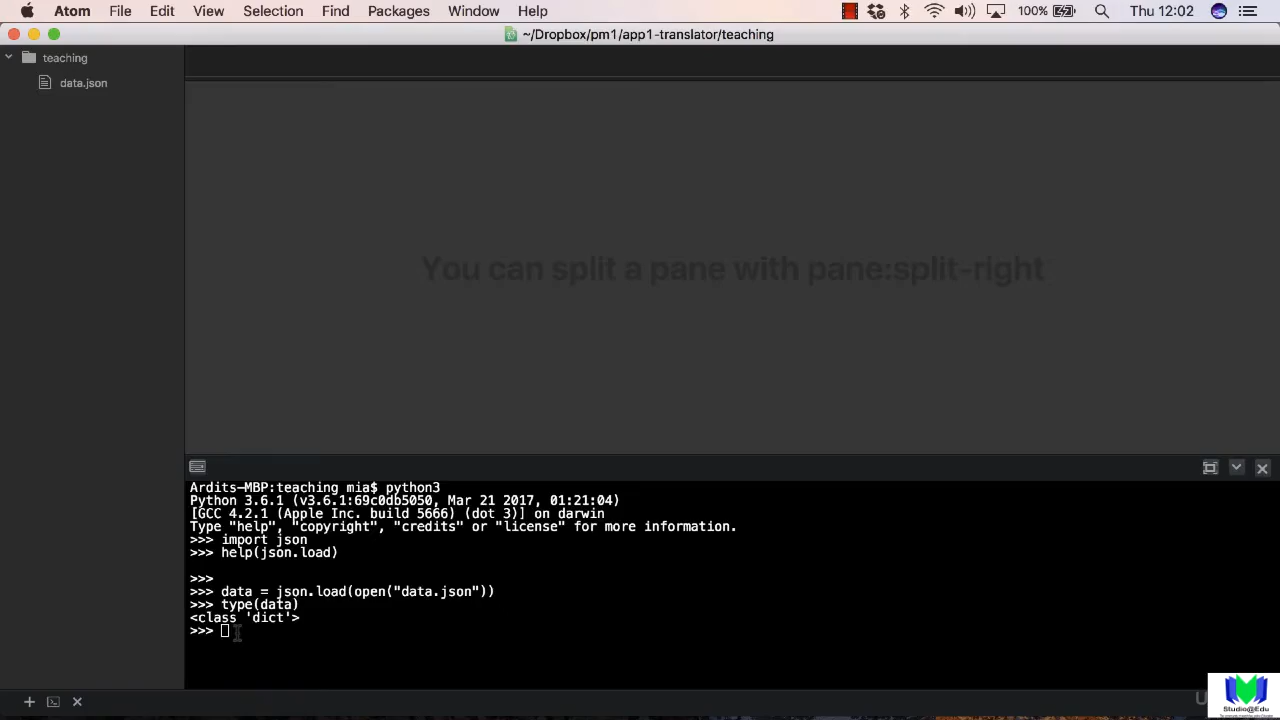 Atom File Edit View Selection Find Packages Window Help 100% Thu 12:02
~/Dropbox/pm1/app1-translator/teaching
teaching
data.json
You can split a pane with pane:split-right
Ardits-MBP:teaching mia$ python3
Python 3.6.1 (v3.6.1:69c0db5050, Mar 21 2017, 01:21:04)
[GCC 4.2.1 (Apple Inc. build 5666) (dot 3)] on darwin
Type "help", "copyright", "credits" or "license" for more information.
>>> import json
>>> help(json.load)
>>>
>>> data = json.load(open("data.json"))
>>> type(data)
<class 'dict'>
>>>
Studio@Edu